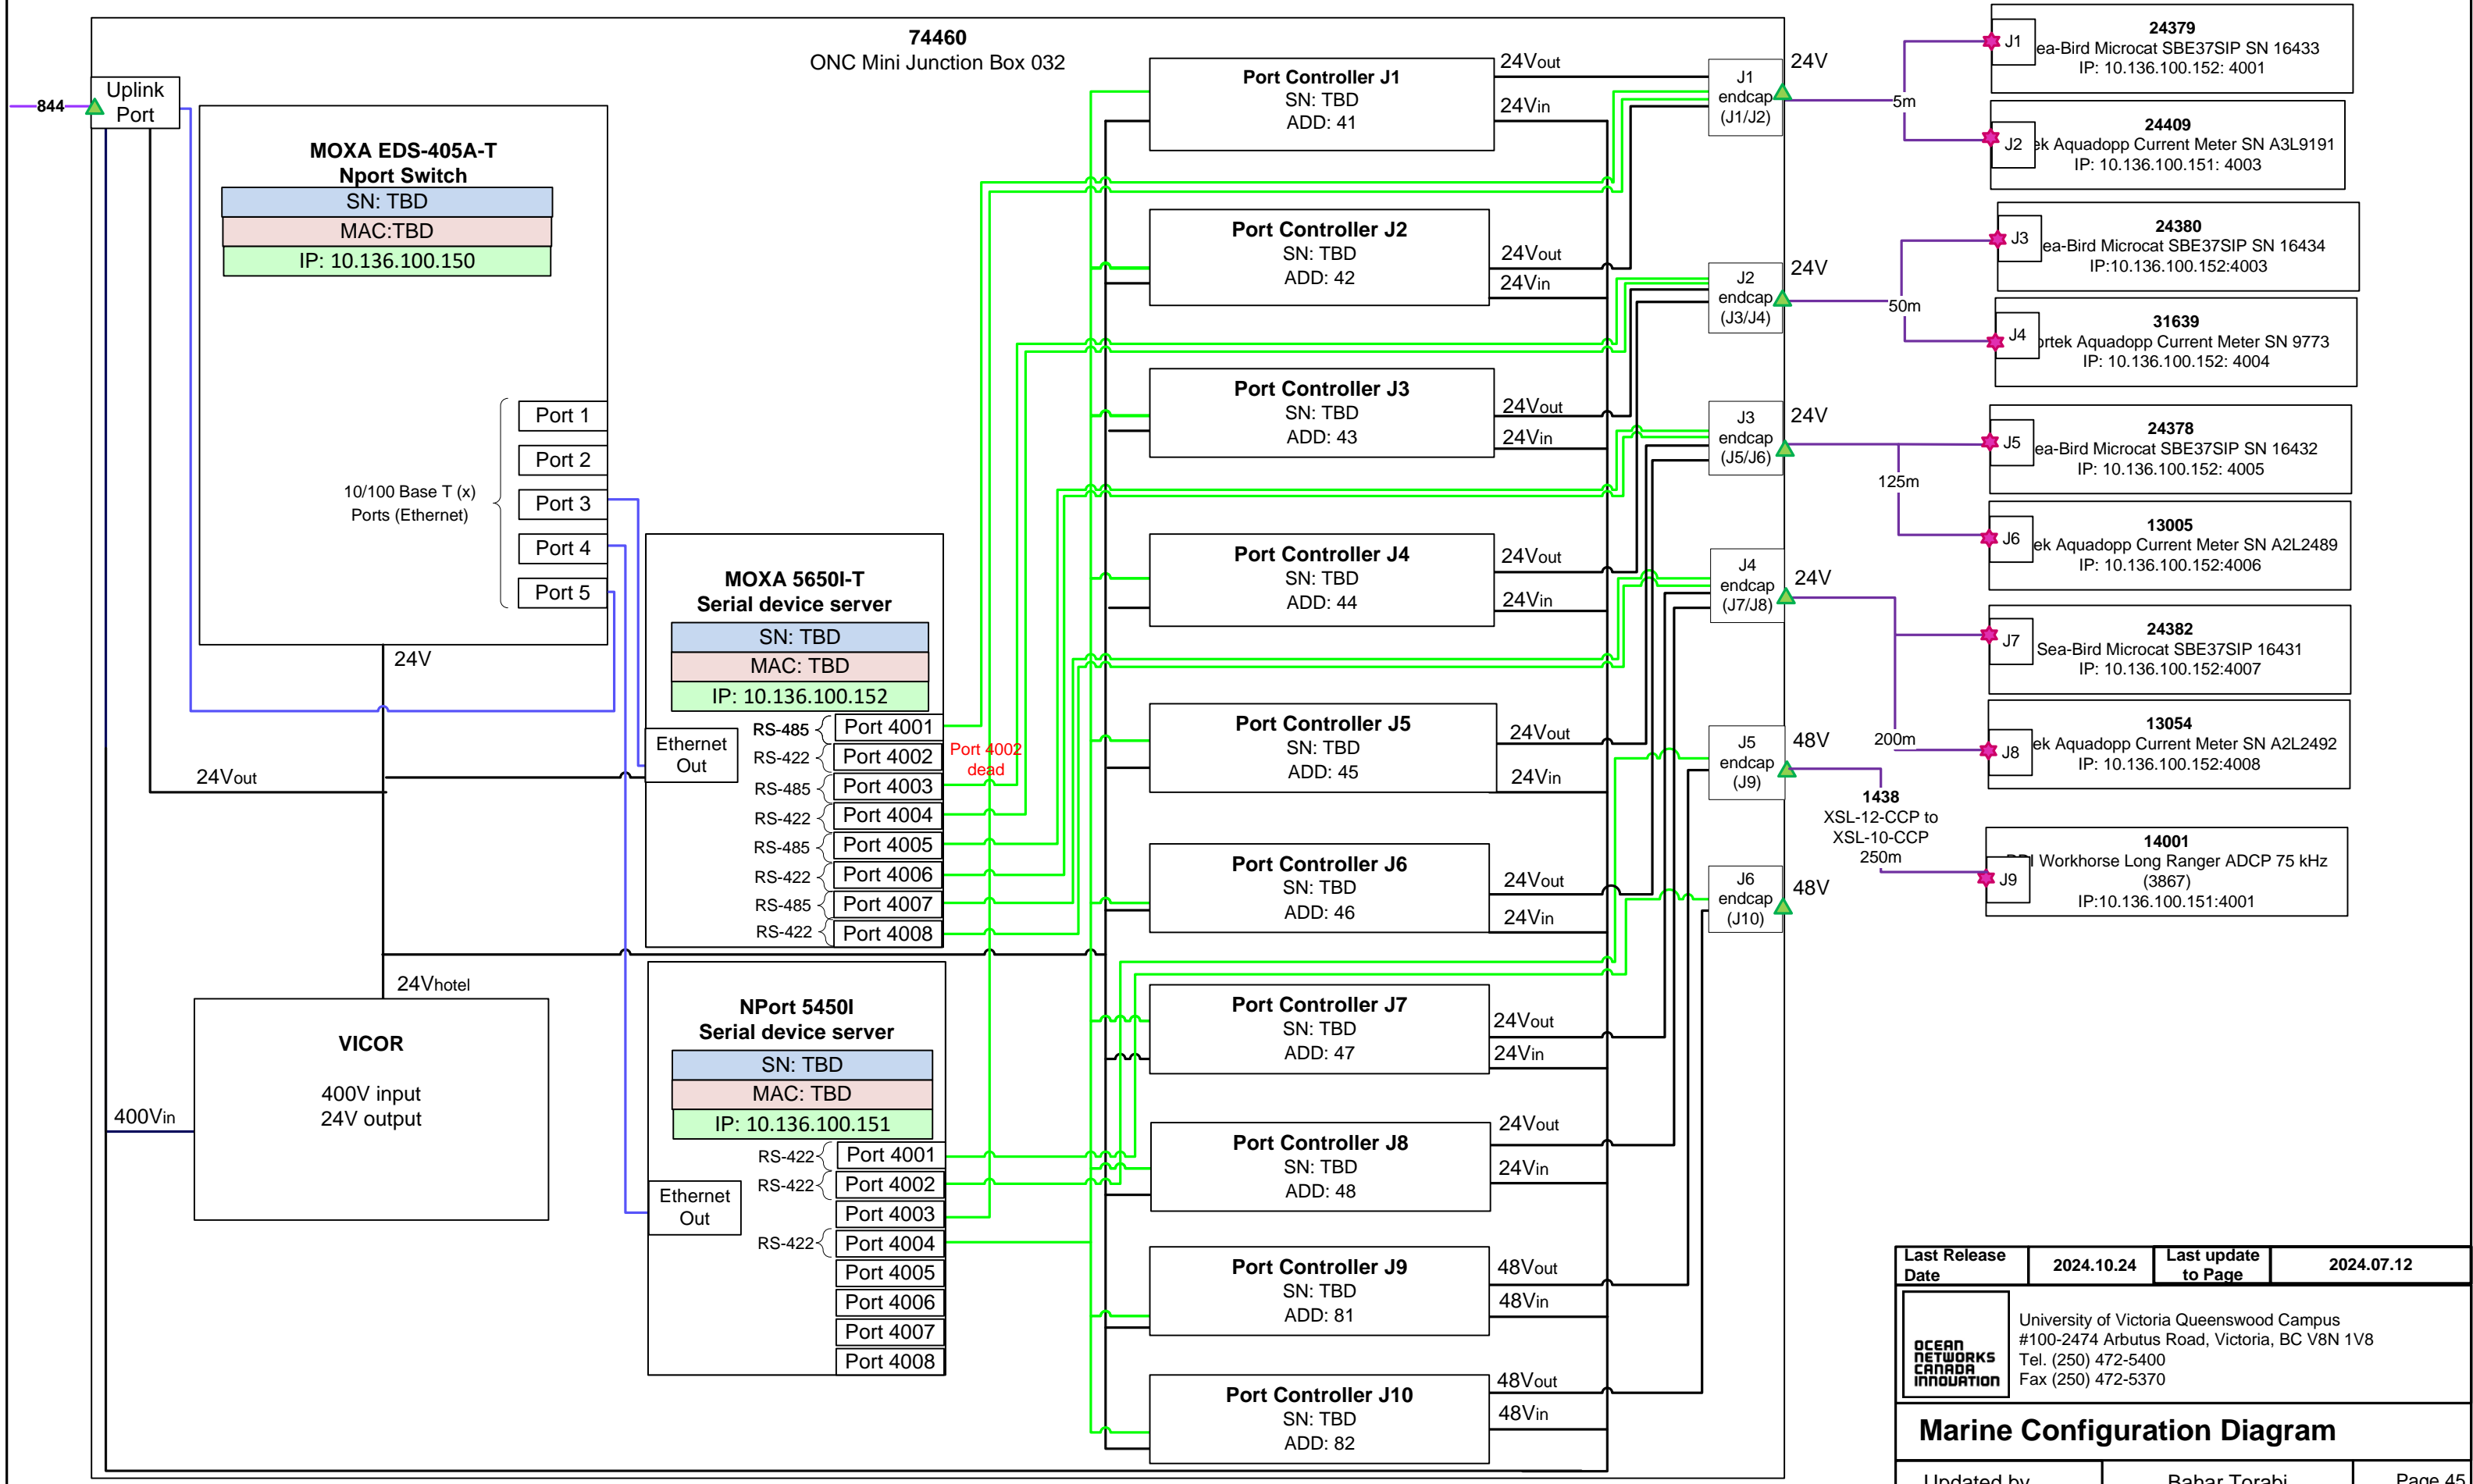 74460
ONC Mini Junction Box 032
844
Uplink
Port
MOXA EDS-405A-T
Nport Switch
SN: TBD
MAC:TBD
IP: 10.136.100.150
Port 1
Port 2
Port 3
Port 4
Port 5
10/100 Base T (x)
Ports (Ethernet)
24V
24Vout
24Vhotel
VICOR
400V input
24V output
400Vin
MOXA 5650I-T
Serial device server
SN: TBD
MAC: TBD
IP: 10.136.100.152
Ethernet
Out
RS-485 Port 4001
RS-422 Port 4002
RS-485 Port 4003
RS-422 Port 4004
RS-485 Port 4005
RS-422 Port 4006
RS-485 Port 4007
RS-422 Port 4008
Port 4002
dead
NPort 5450I
Serial device server
SN: TBD
MAC: TBD
IP: 10.136.100.151
Ethernet
Out
RS-422 Port 4001
RS-422 Port 4002
Port 4003
RS-422 Port 4004
Port 4005
Port 4006
Port 4007
Port 4008
Port Controller J1
SN: TBD
ADD: 41
24Vout
24Vin
Port Controller J2
SN: TBD
ADD: 42
24Vout
24Vin
Port Controller J3
SN: TBD
ADD: 43
24Vout
24Vin
Port Controller J4
SN: TBD
ADD: 44
24Vout
24Vin
Port Controller J5
SN: TBD
ADD: 45
24Vout
24Vin
Port Controller J6
SN: TBD
ADD: 46
24Vout
24Vin
Port Controller J7
SN: TBD
ADD: 47
24Vout
24Vin
Port Controller J8
SN: TBD
ADD: 48
24Vout
24Vin
Port Controller J9
SN: TBD
ADD: 81
48Vout
48Vin
Port Controller J10
SN: TBD
ADD: 82
48Vout
48Vin
J1
endcap
(J1/J2)
24V
J2
endcap
(J3/J4)
24V
J3
endcap
(J5/J6)
24V
J4
endcap
(J7/J8)
24V
J5
endcap
(J9)
48V
J6
endcap
(J10)
48V
5m
50m
125m
200m
1438
XSL-12-CCP to
XSL-10-CCP
250m
J1
24379
ea-Bird Microcat SBE37SIP SN 16433
IP: 10.136.100.152: 4001
J2
24409
ek Aquadopp Current Meter SN A3L9191
IP: 10.136.100.151: 4003
J3
24380
ea-Bird Microcat SBE37SIP SN 16434
IP:10.136.100.152:4003
J4
31639
ortek Aquadopp Current Meter SN 9773
IP: 10.136.100.152: 4004
J5
24378
ea-Bird Microcat SBE37SIP SN 16432
IP: 10.136.100.152: 4005
J6
13005
ek Aquadopp Current Meter SN A2L2489
IP: 10.136.100.152:4006
J7
24382
Sea-Bird Microcat SBE37SIP 16431
IP: 10.136.100.152:4007
J8
13054
ek Aquadopp Current Meter SN A2L2492
IP: 10.136.100.152:4008
J9
14001
Workhorse Long Ranger ADCP 75 kHz
(3867)
IP:10.136.100.151:4001
Last Release
Date
2024.10.24
Last update
to Page
2024.07.12
OCEAN
NETWORKS
CANADA
INNOVATION
University of Victoria Queenswood Campus
#100-2474 Arbutus Road, Victoria, BC V8N 1V8
Tel. (250) 472-5400
Fax (250) 472-5370
Marine Configuration Diagram
Updated by
Bahar Torabi
Page 45